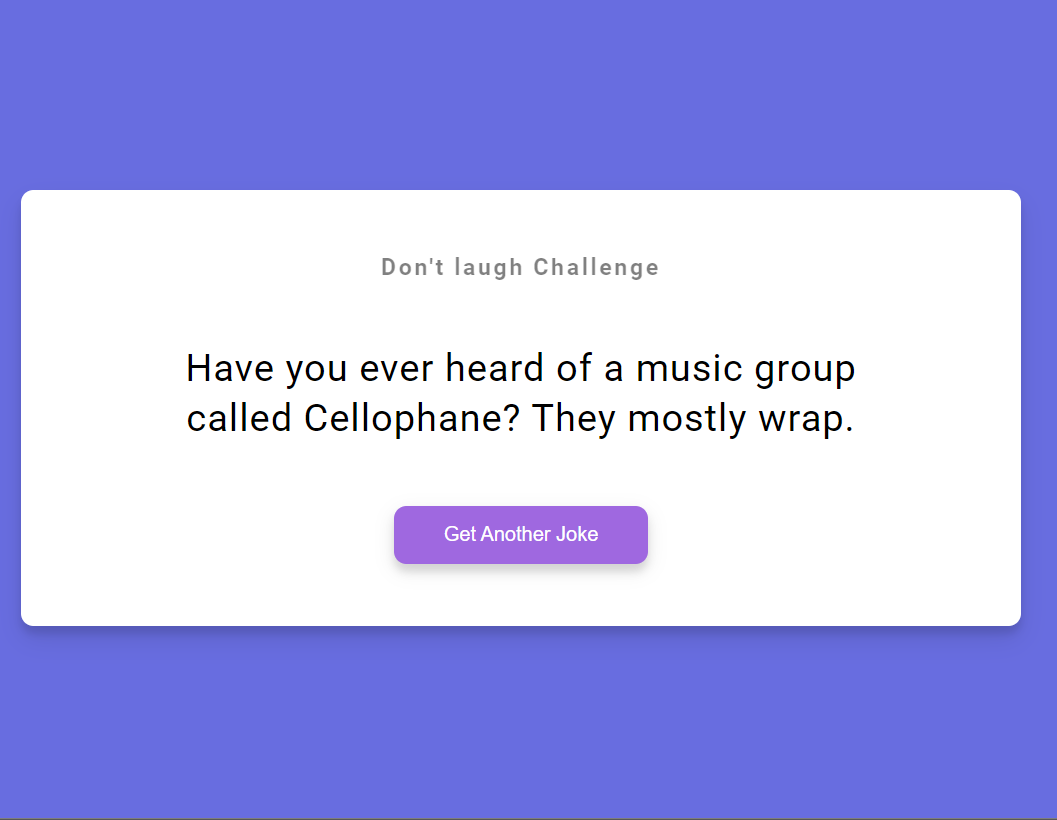 Don't laugh Challenge
Have you ever heard of a music group
called Cellophane? They mostly wrap.
Get Another Joke